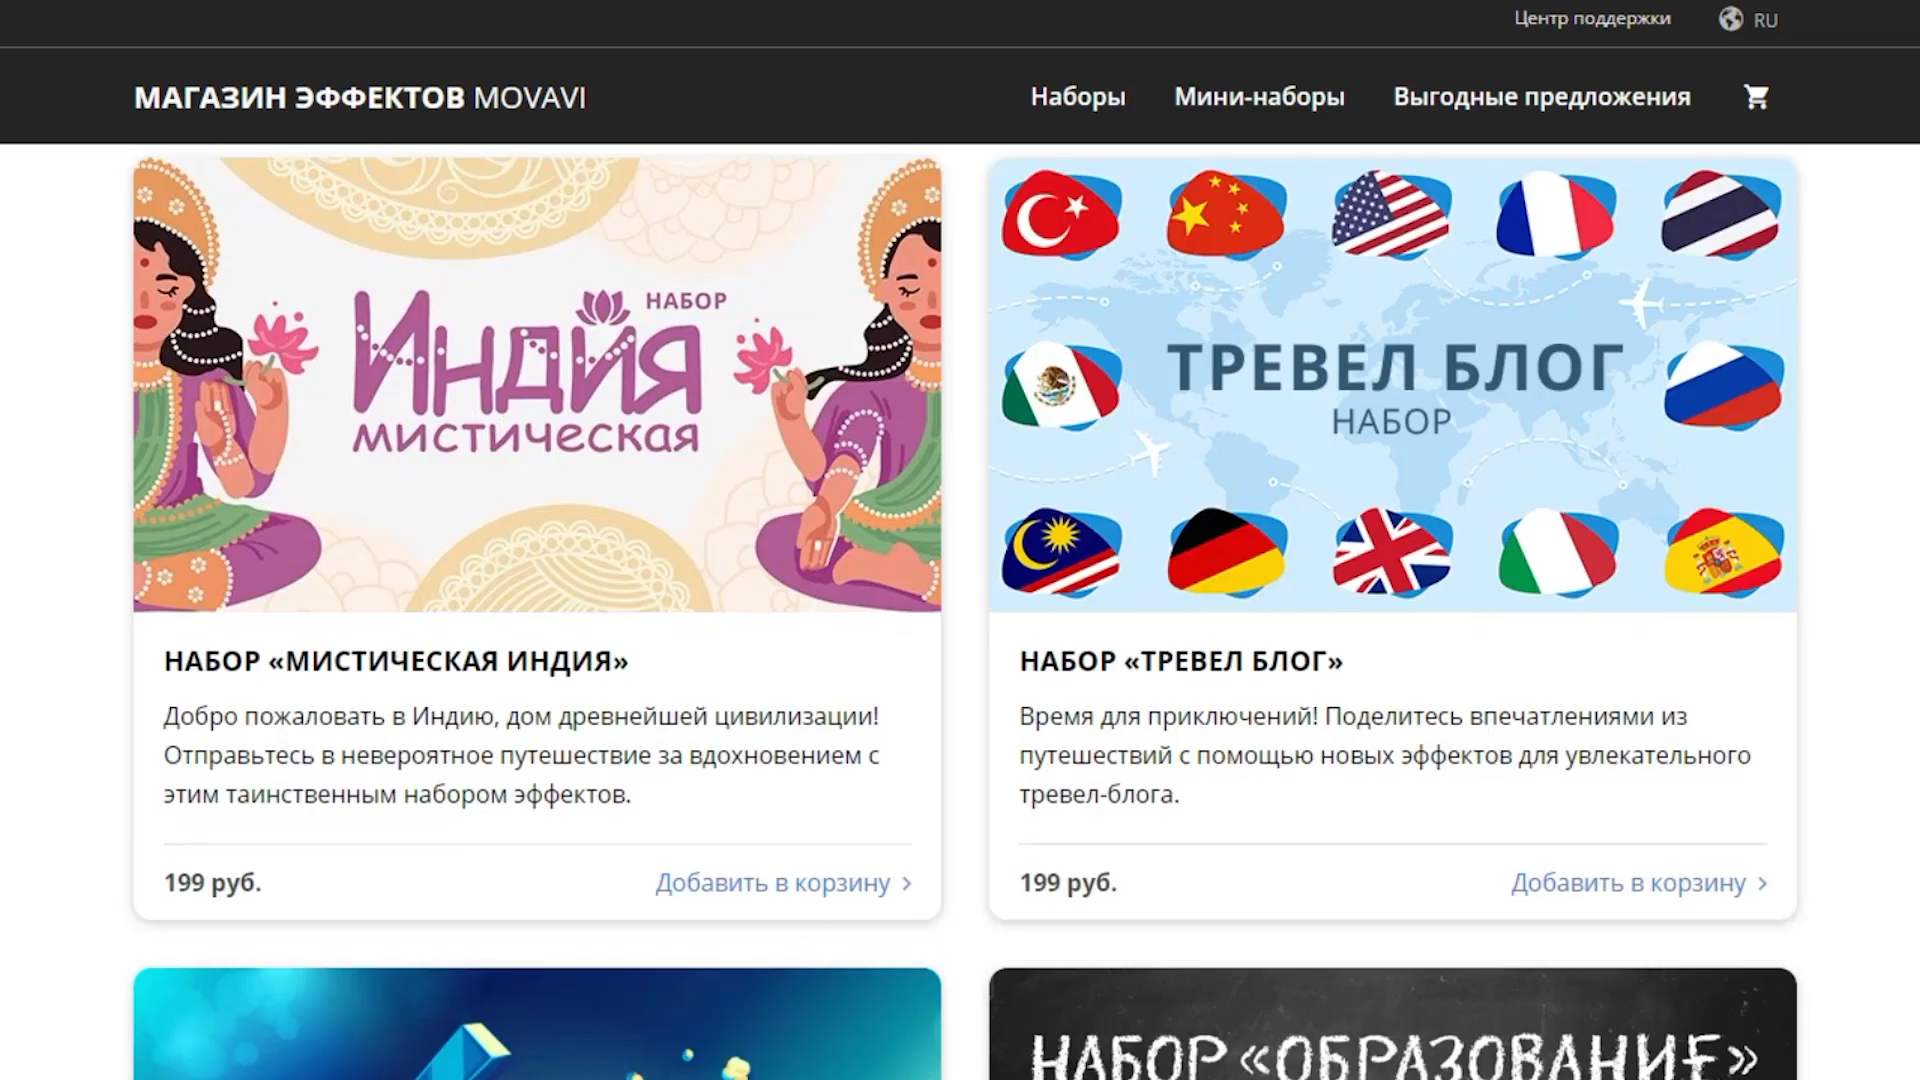 Центр поддержки
RU
МАГАЗИН ЭФФЕКТОВ MOVAVI
Наборы
Мини-наборы
Выгодные предложения
НАБОР
Индия
мистическая
ТРЕВЕЛ БЛОГ
НАБОР
НАБОР «МИСТИЧЕСКАЯ ИНДИЯ»
Добро пожаловать в Индию, дом древнейшей цивилизации!
Отправьтесь в невероятное путешествие за вдохновением с
этим таинственным набором эффектов.
199 руб.
Добавить в корзину
НАБОР «ТРЕВЕЛ БЛОГ»
Время для приключений! Поделитесь впечатлениями из
путешествий с помощью новых эффектов для увлекательного
тревел-блога.
199 руб.
Добавить в корзину
НАБОР «ОБРАЗОВАНИЕ»